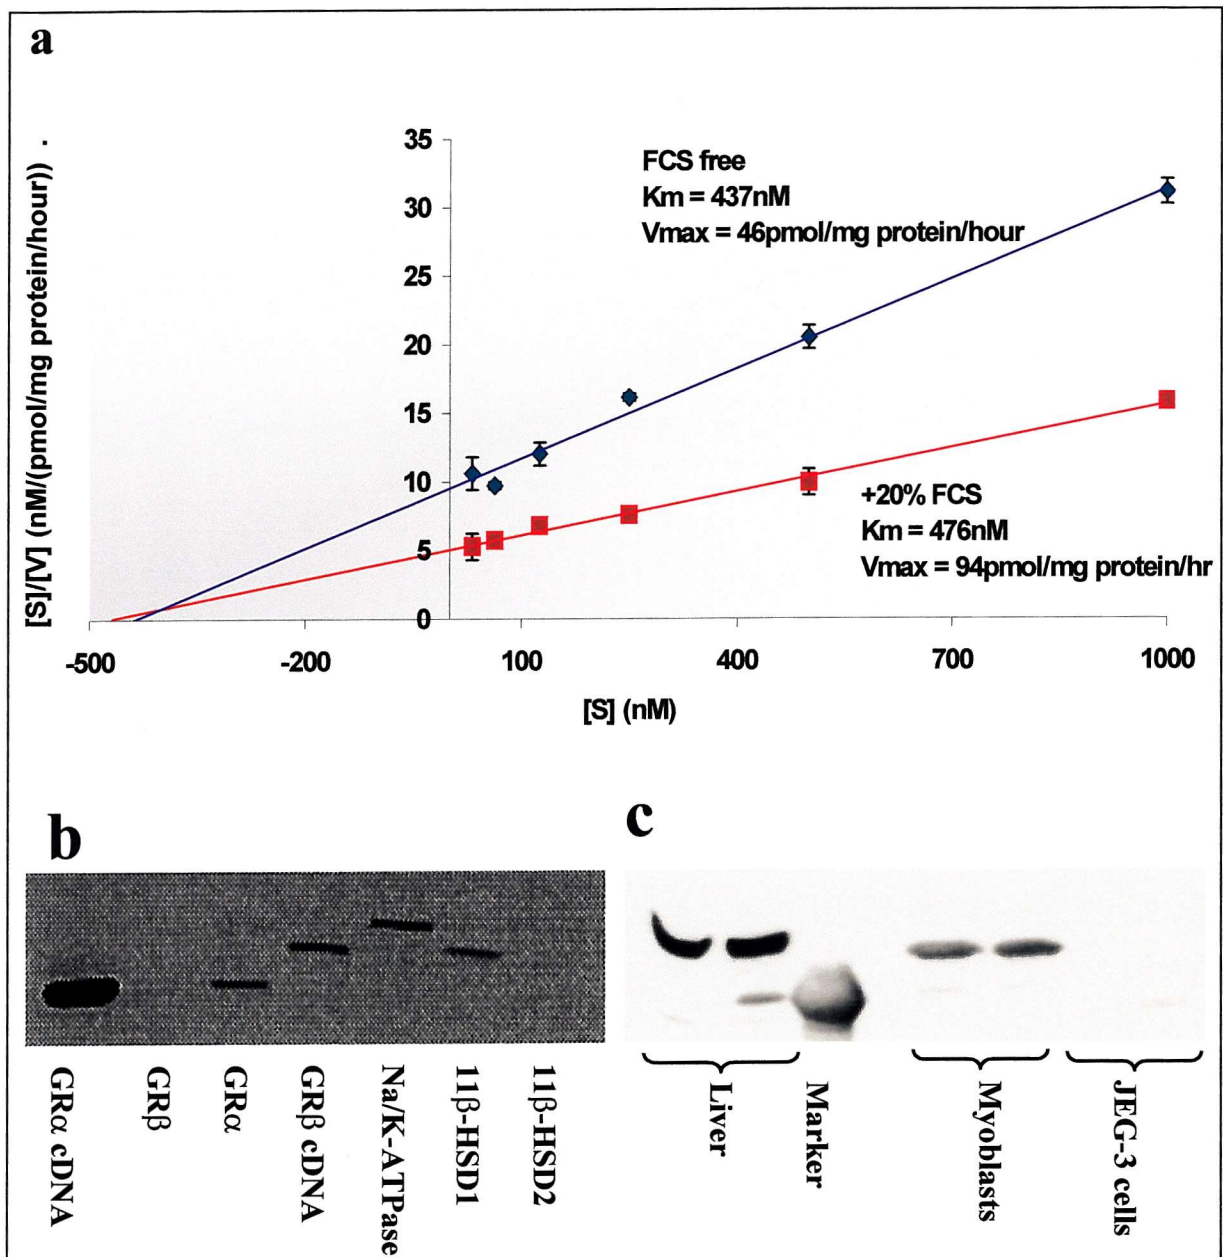 a
[S]/[V] (nM/(pmol/mg protein/hour)) .
35
30
25
20
15
10
5
0
FCS free
Km = 437nM
Vmax = 46pmol/mg protein/hour
+20% FCS
Km = 476nM
Vmax = 94pmol/mg protein/hr
-500
-200
100
400
700
1000
[S] (nM)
b
GRα cDNA
GRβ
GRα
GRβ cDNA
Na/K-ATPase
11β-HSD1
11β-HSD2
c
Liver
Marker
Myoblasts
JEG-3 cells